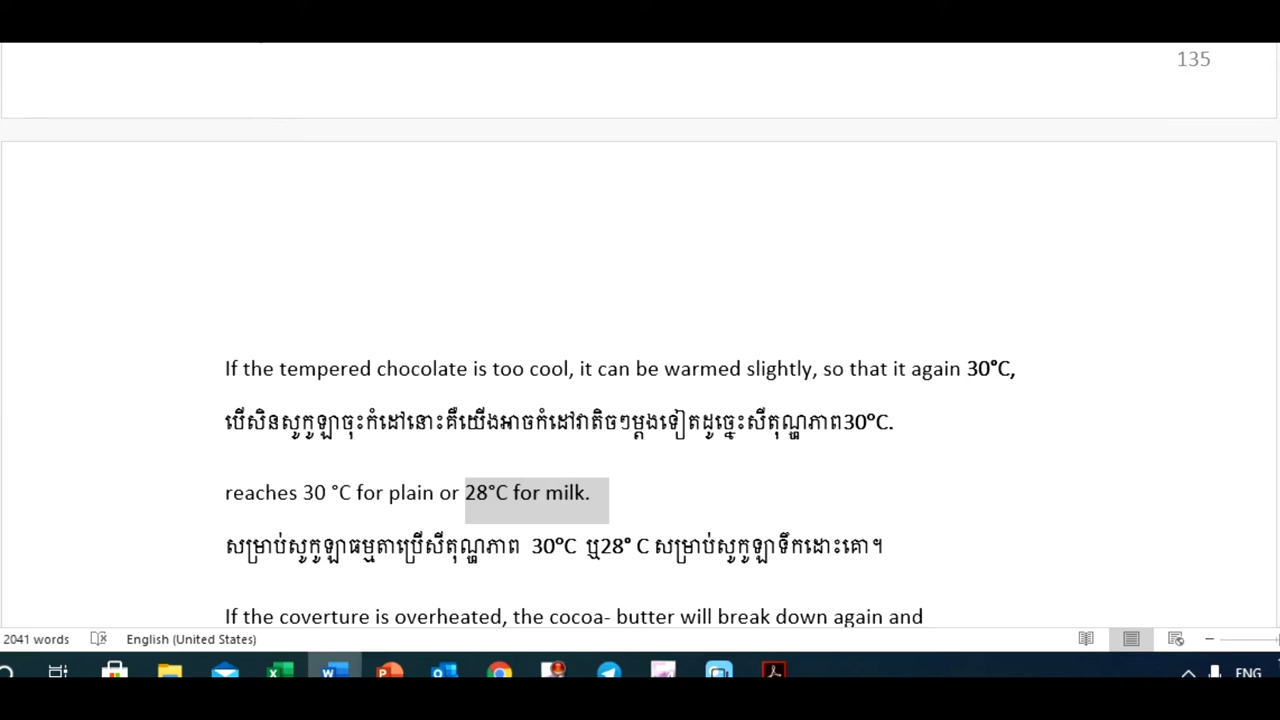 135
If the tempered chocolate is too cool, it can be warmed slightly, so that it again 30°C,
បើសិនសូកូឡាចុះកំដៅនោះគឺយើងអាចកំដៅវាតិចៗម្តងទៀតដូច្នេះសីតុណ្ហភាព30°C.
reaches 30 °C for plain or 28°C for milk.
សម្រាប់សូកូឡាធម្មតាប្រើសីតុណ្ហភាព 30°C ឬ28° C សម្រាប់សូកូឡាទឹកដោះគោ។
If the coverture is overheated, the cocoa- butter will break down again and
2041 words English (United States)
ENG